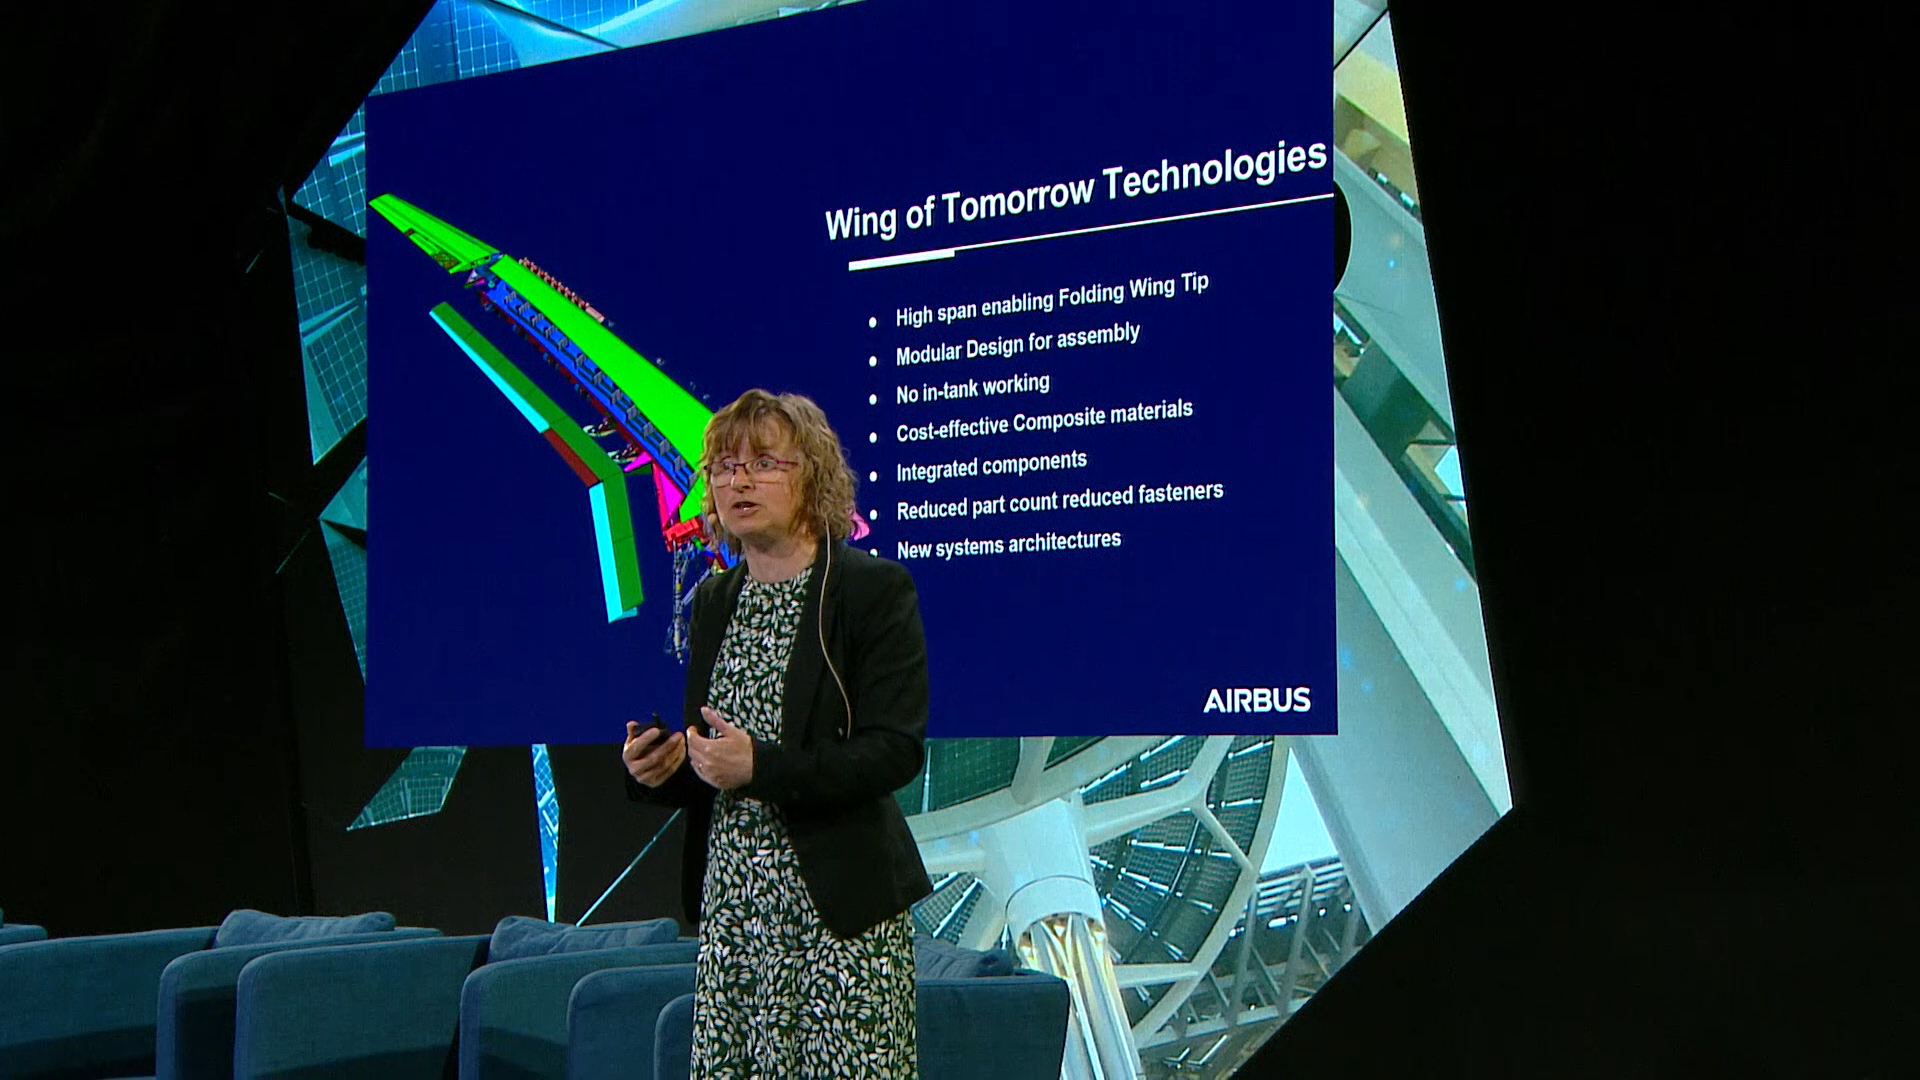 Wing of Tomorrow Technologies
• High span enabling Folding Wing Tip
• Modular Design for assembly
• No in-tank working
• Cost-effective Composite materials
• Integrated components
• Reduced part count reduced fasteners
• New systems architectures
AIRBUS